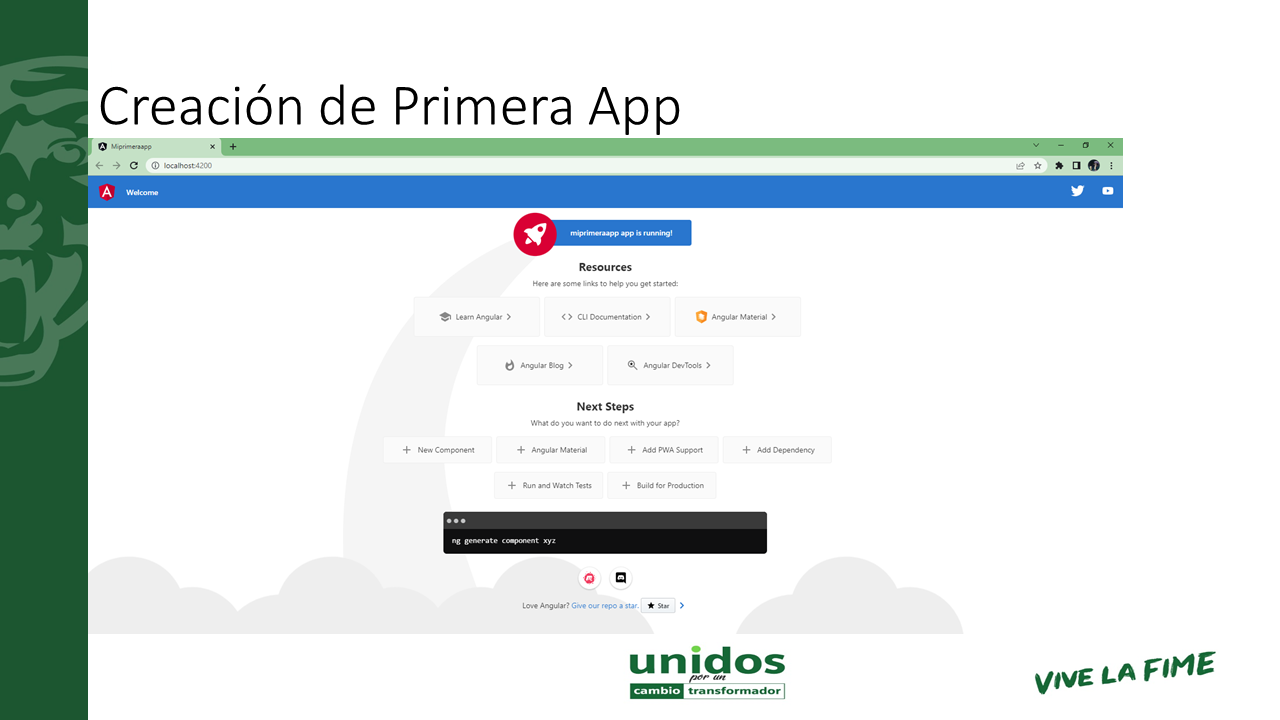 Creación de Primera App
Miprimeraapp
localhost:4200
Welcome
miprimeraapp app is running!
Resources
Here are some links to help you get started:
Learn Angular
CLI Documentation
Angular Material
Angular Blog
Angular DevTools
Next Steps
What do you want to do next with your app?
New Component
Angular Material
Add PWA Support
Add Dependency
Run and Watch Tests
Build for Production
ng generate component xyz
Love Angular? Give our repo a star. Star
unidos
por un
cambio transformador
VIVE LA FIME